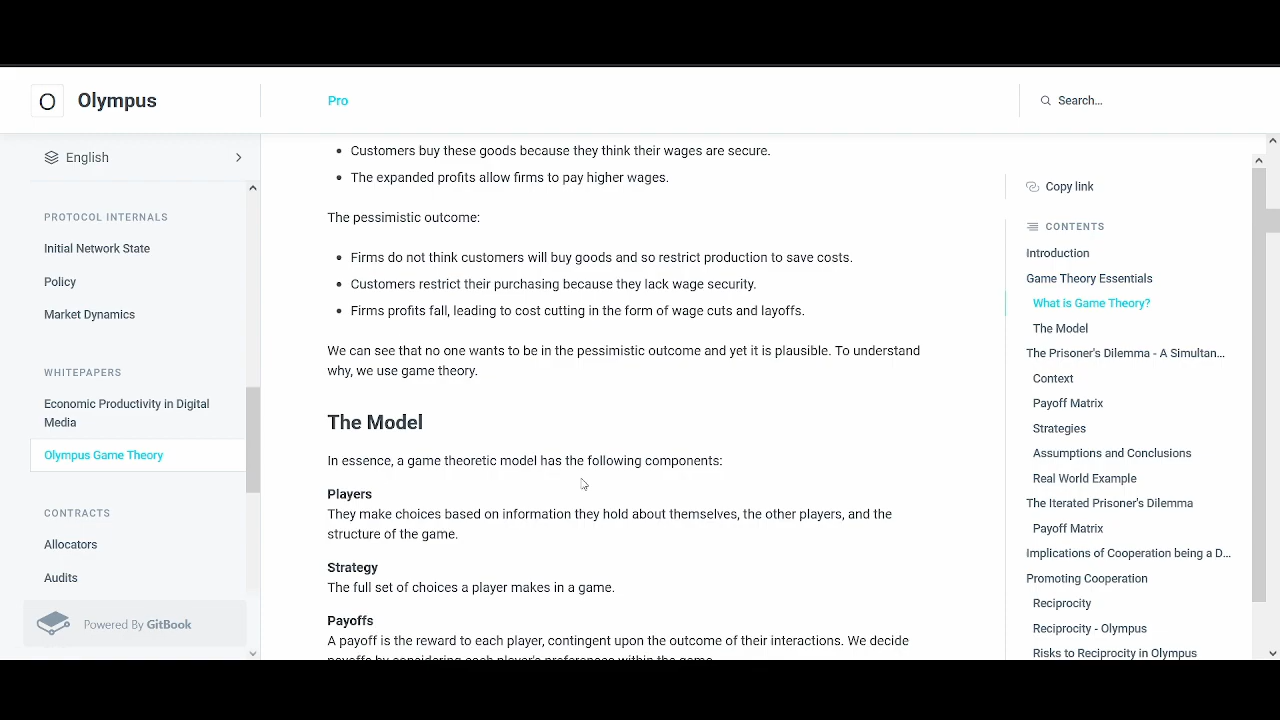 Olympus
Pro
Search...
English
PROTOCOL INTERNALS
Initial Network State
Policy
Market Dynamics
WHITEPAPERS
Economic Productivity in Digital
Media
Olympus Game Theory
CONTRACTS
Allocators
Audits
Powered By GitBook
Customers buy these goods because they think their wages are secure.
The expanded profits allow firms to pay higher wages.
The pessimistic outcome:
Firms do not think customers will buy goods and so restrict production to save costs.
Customers restrict their purchasing because they lack wage security.
Firms profits fall, leading to cost cutting in the form of wage cuts and layoffs.
We can see that no one wants to be in the pessimistic outcome and yet it is plausible. To understand
why, we use game theory.
The Model
In essence, a game theoretic model has the following components:
Players
They make choices based on information they hold about themselves, the other players, and the
structure of the game.
Strategy
The full set of choices a player makes in a game.
Payoffs
A payoff is the reward to each player, contingent upon the outcome of their interactions. We decide
payoffs by considering each player's preferences within the game.
Copy link
CONTENTS
Introduction
Game Theory Essentials
What is Game Theory?
The Model
The Prisoner's Dilemma - A Simultan...
Context
Payoff Matrix
Strategies
Assumptions and Conclusions
Real World Example
The Iterated Prisoner's Dilemma
Payoff Matrix
Implications of Cooperation being a D...
Promoting Cooperation
Reciprocity
Reciprocity - Olympus
Risks to Reciprocity in Olympus